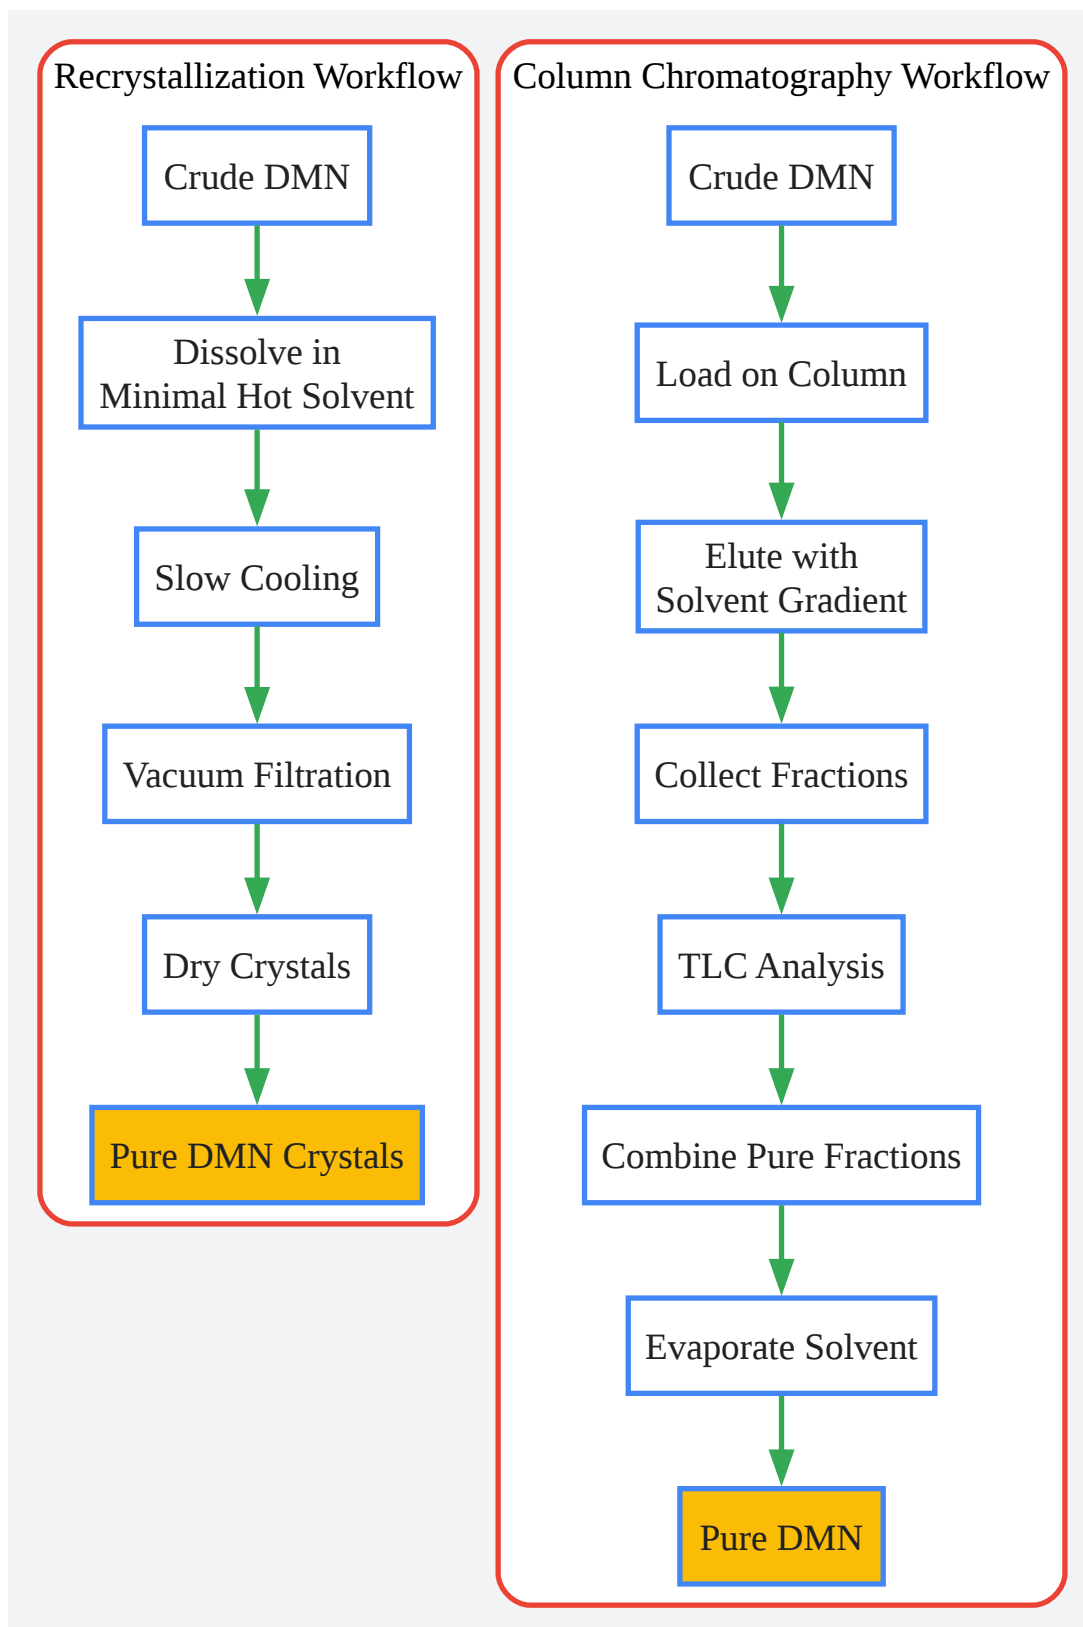 Recrystallization Workflow
Crude DMN
Dissolve in
Minimal Hot Solvent
Slow Cooling
Vacuum Filtration
Dry Crystals
Pure DMN Crystals
Column Chromatography Workflow
Crude DMN
Load on Column
Elute with
Solvent Gradient
Collect Fractions
TLC Analysis
Combine Pure Fractions
Evaporate Solvent
Pure DMN